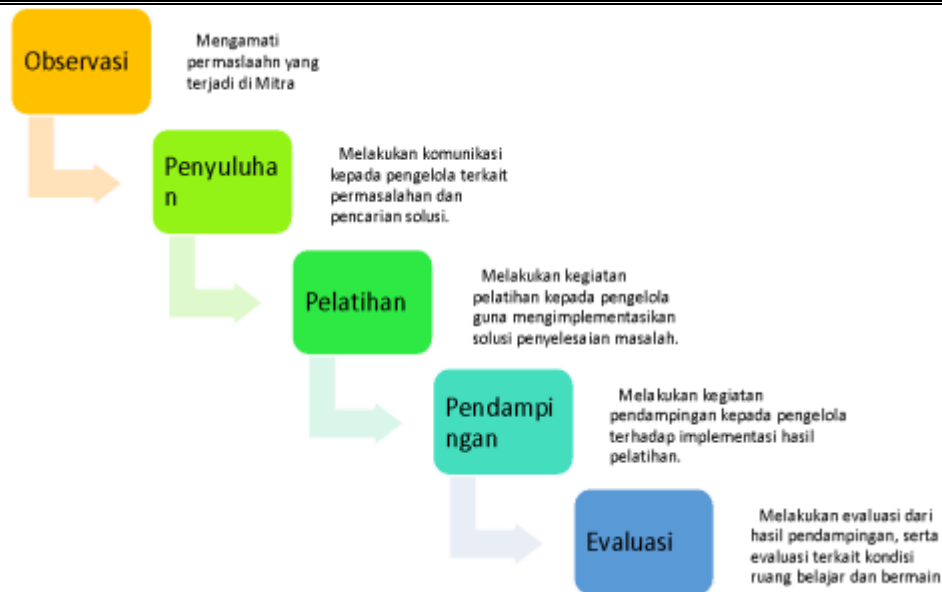 Observasi
Mengamati
permaslaahn yang
terjadi di Mitra
Penyuluha
n
Melakukan komunikasi
kepada pengelola terkait
permasalahan dan
pencarian solusi.
Pelatihan
Melakukan kegiatan
pelatihan kepada pengelola
guna mengimplementasikan
solusi penyelesaian masalah.
Pendampi
ngan
Melakukan kegiatan
pendampingan kepada pengelola
terhadap implementasi hasil
pelatihan.
Evaluasi
Melakukan evaluasi dari
hasil pendampingan, serta
evaluasi terkait kondisi
ruang belajar dan bermain